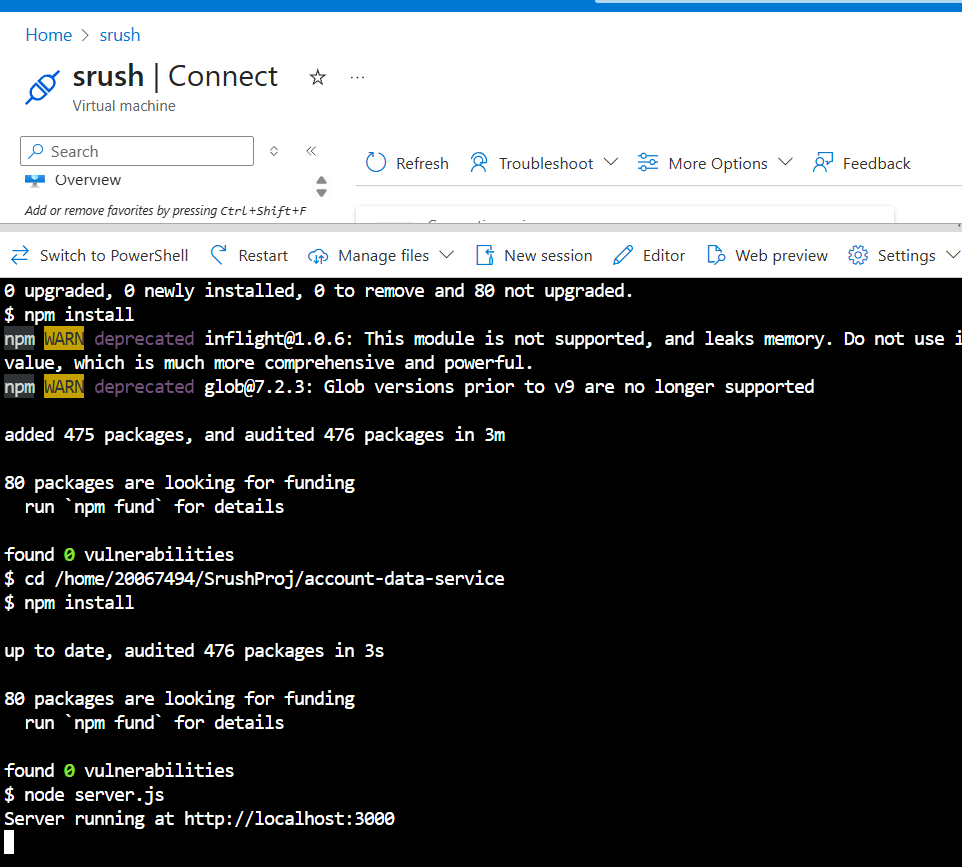 Home > srush
srush | Connect
Virtual machine
Search
Refresh Troubleshoot More Options Feedback
Overview
Add or remove favorites by pressing Ctrl+Shift+F
Switch to PowerShell Restart Manage files New session Editor Web preview Settings
0 upgraded, 0 newly installed, 0 to remove and 80 not upgraded.
$ npm install
npm WARN deprecated inflight@1.0.6: This module is not supported, and leaks memory. Do not use i
value, which is much more comprehensive and powerful.
npm WARN deprecated glob@7.2.3: Glob versions prior to v9 are no longer supported
added 475 packages, and audited 476 packages in 3m
80 packages are looking for funding
run `npm fund` for details
found 0 vulnerabilities
$ cd /home/20067494/SrushProj/account-data-service
$ npm install
up to date, audited 476 packages in 3s
80 packages are looking for funding
run `npm fund` for details
found 0 vulnerabilities
$ node server.js
Server running at http://localhost:3000